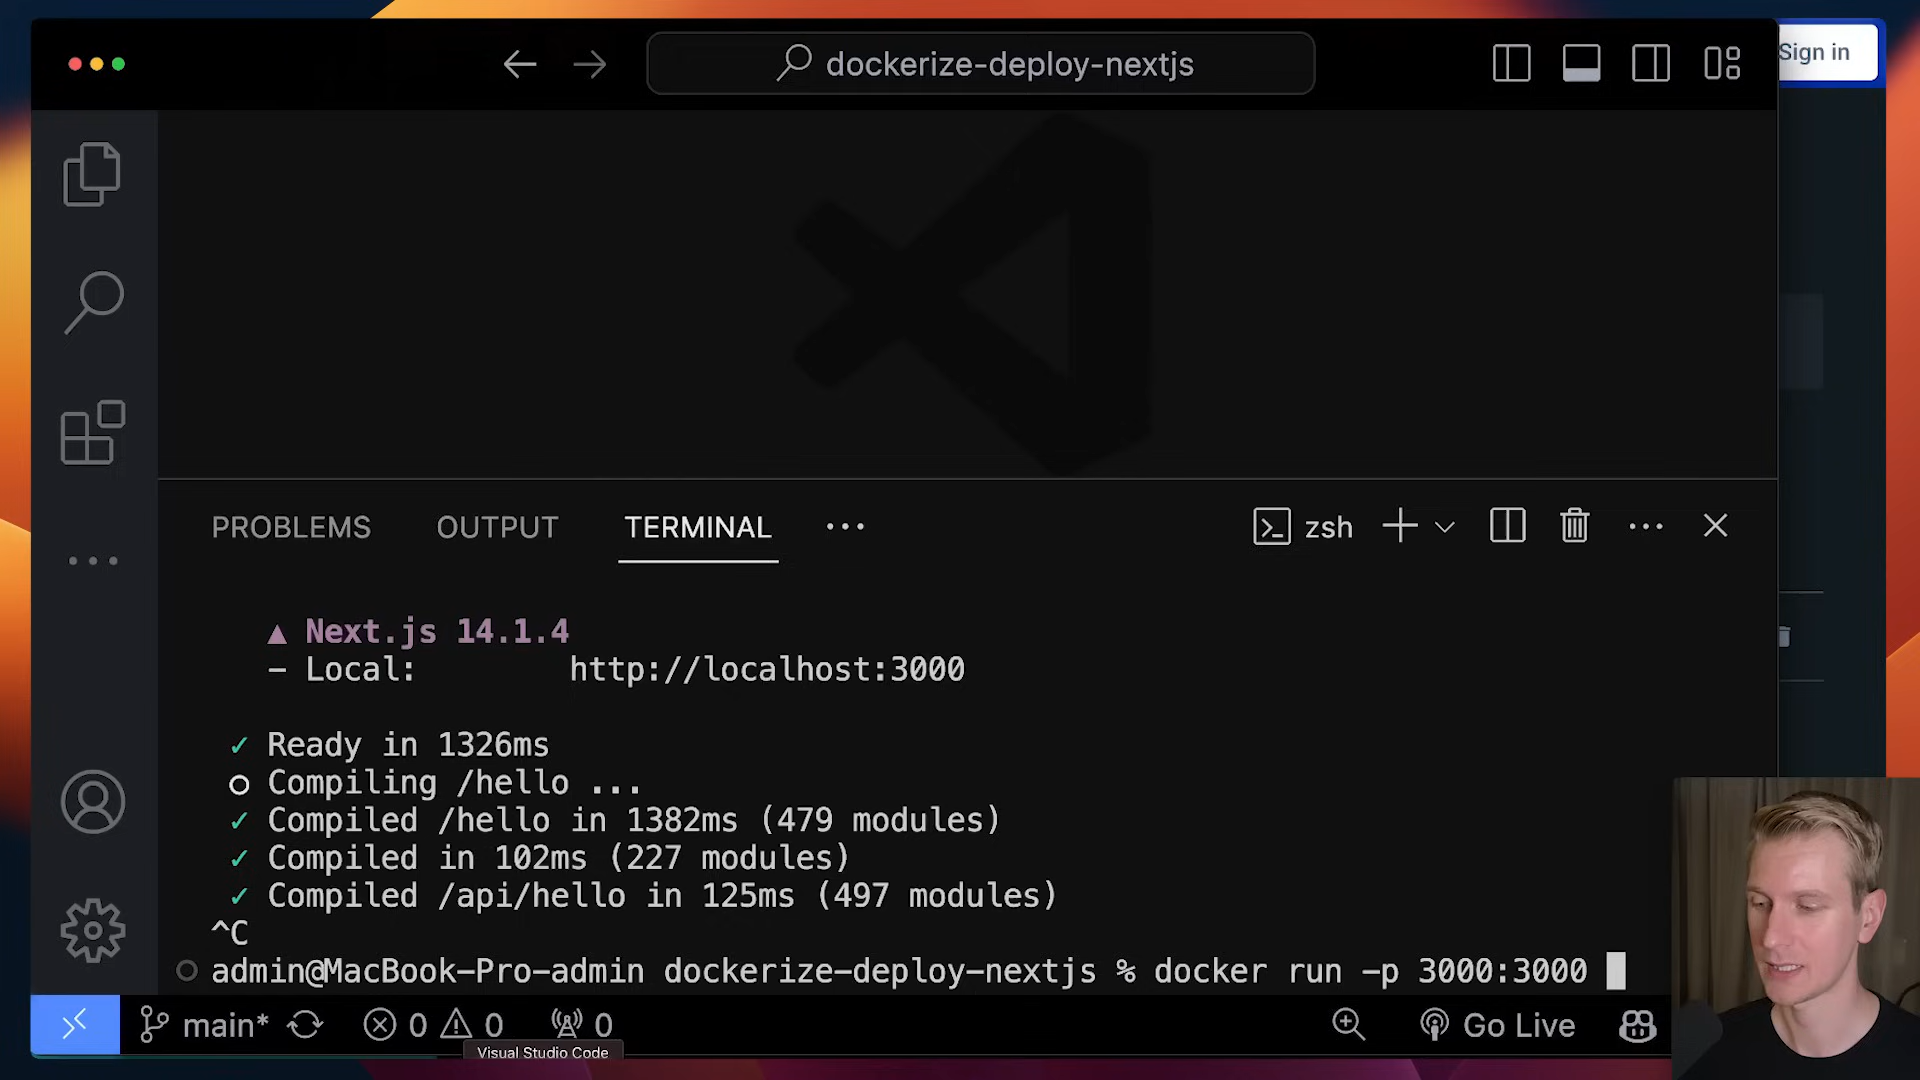 dockerize-deploy-nextjs
Sign in
PROBLEMS
OUTPUT
TERMINAL
zsh
▲ Next.js 14.1.4
- Local: http://localhost:3000
✓ Ready in 1326ms
○ Compiling /hello ...
✓ Compiled /hello in 1382ms (479 modules)
✓ Compiled in 102ms (227 modules)
✓ Compiled /api/hello in 125ms (497 modules)
^C
admin@MacBook-Pro-admin dockerize-deploy-nextjs % docker run -p 3000:3000
main*
0
0
0
Go Live
Visual Studio Code